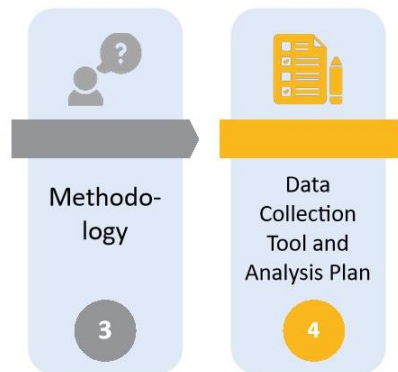 ?
Methodo-
logy
3
Data
Collection
Tool and
Analysis Plan
4